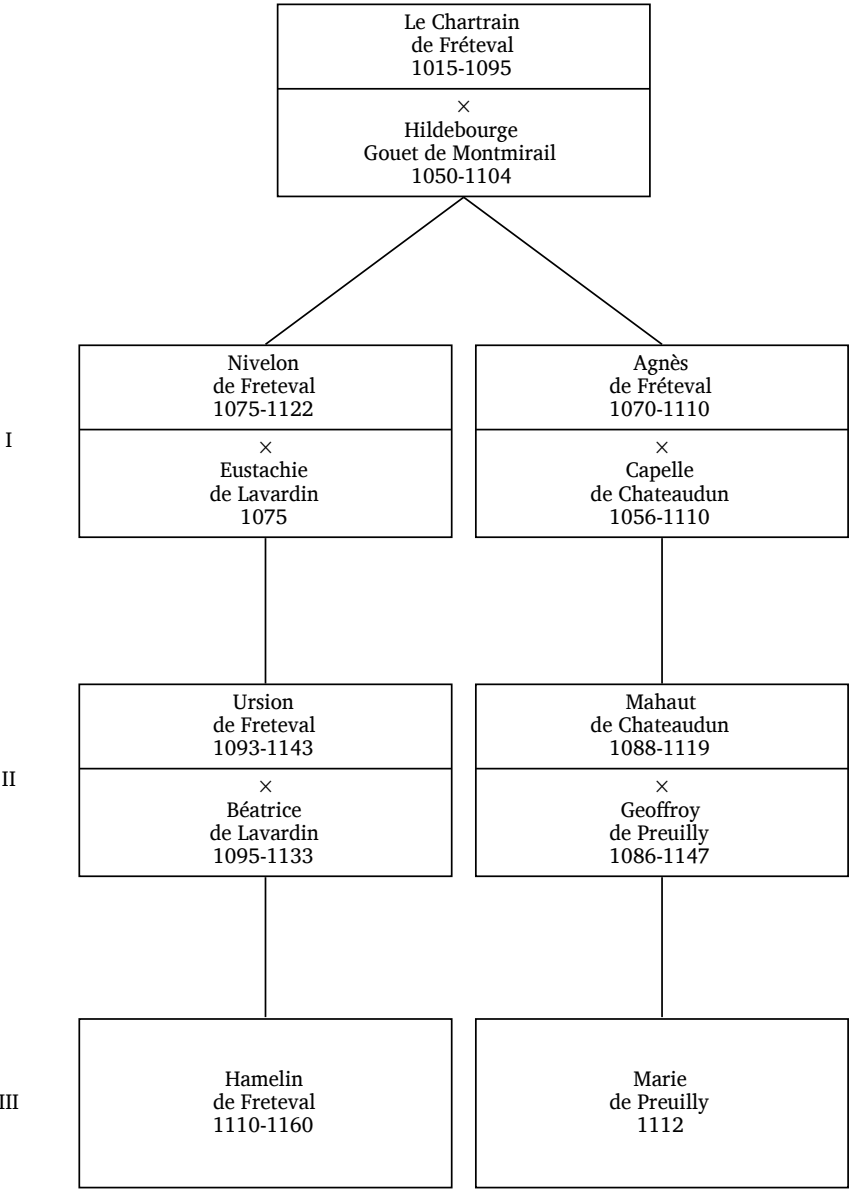 Le Chartrain
de Fréteval
1015-1095
×
Hildebourge
Gouet de Montmirail
1050-1104
Nivelon
de Freteval
1075-1122
×
Eustachie
de Lavardin
1075
Agnès
de Fréteval
1070-1110
×
Capelle
de Chateaudun
1056-1110
I
Ursion
de Freteval
1093-1143
×
Béatrice
de Lavardin
1095-1133
Mahaut
de Chateaudun
1088-1119
×
Geoffroy
de Preuilly
1086-1147
II
Hamelin
de Freteval
1110-1160
Marie
de Preuilly
1112
III